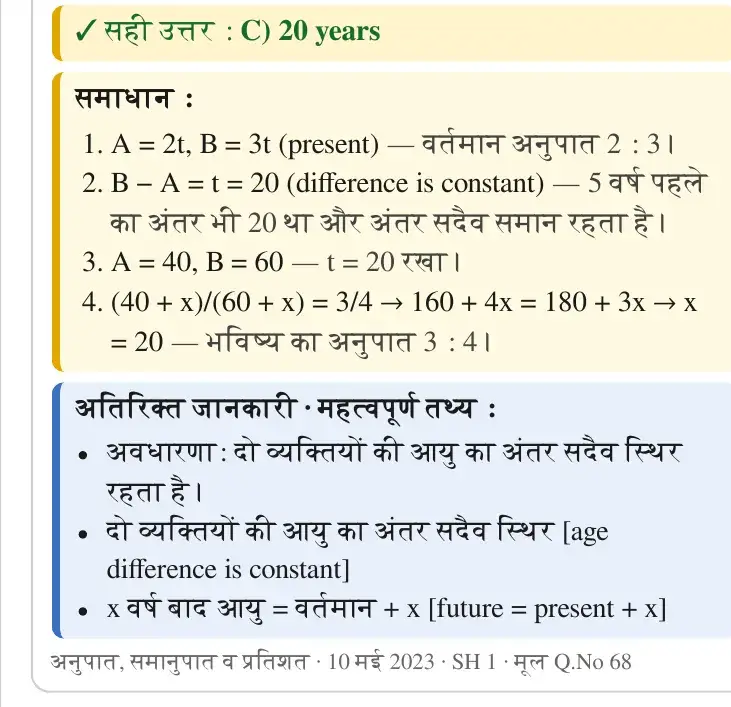 ✓ सही उत्तर : C) 20 years
समाधान :
1. A = 2t, B = 3t (present) — वर्तमान अनुपात 2 : 3।
2. B − A = t = 20 (difference is constant) — 5 वर्ष पहले
का अंतर भी 20 था और अंतर सदैव समान रहता है।
3. A = 40, B = 60 — t = 20 रखा।
4. (40 + x)/(60 + x) = 3/4 → 160 + 4x = 180 + 3x → x
= 20 — भविष्य का अनुपात 3 : 4।
अतिरिक्त जानकारी · महत्वपूर्ण तथ्य :
• अवधारणा : दो व्यक्तियों की आयु का अंतर सदैव स्थिर
रहता है।
• दो व्यक्तियों की आयु का अंतर सदैव स्थिर [age
difference is constant]
• x वर्ष बाद आयु = वर्तमान + x [future = present + x]
अनुपात, समानुपात व प्रतिशत · 10 मई 2023 · SH 1 · मूल Q.No 68